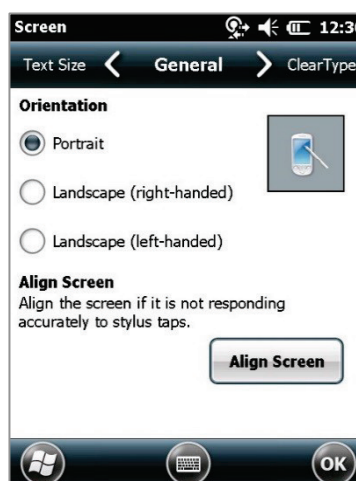 Screen 12:30
Text Size General ClearType
Orientation
Portrait
Landscape (right-handed)
Landscape (left-handed)
Align Screen
Align the screen if it is not responding
accurately to stylus taps.
Align Screen
OK